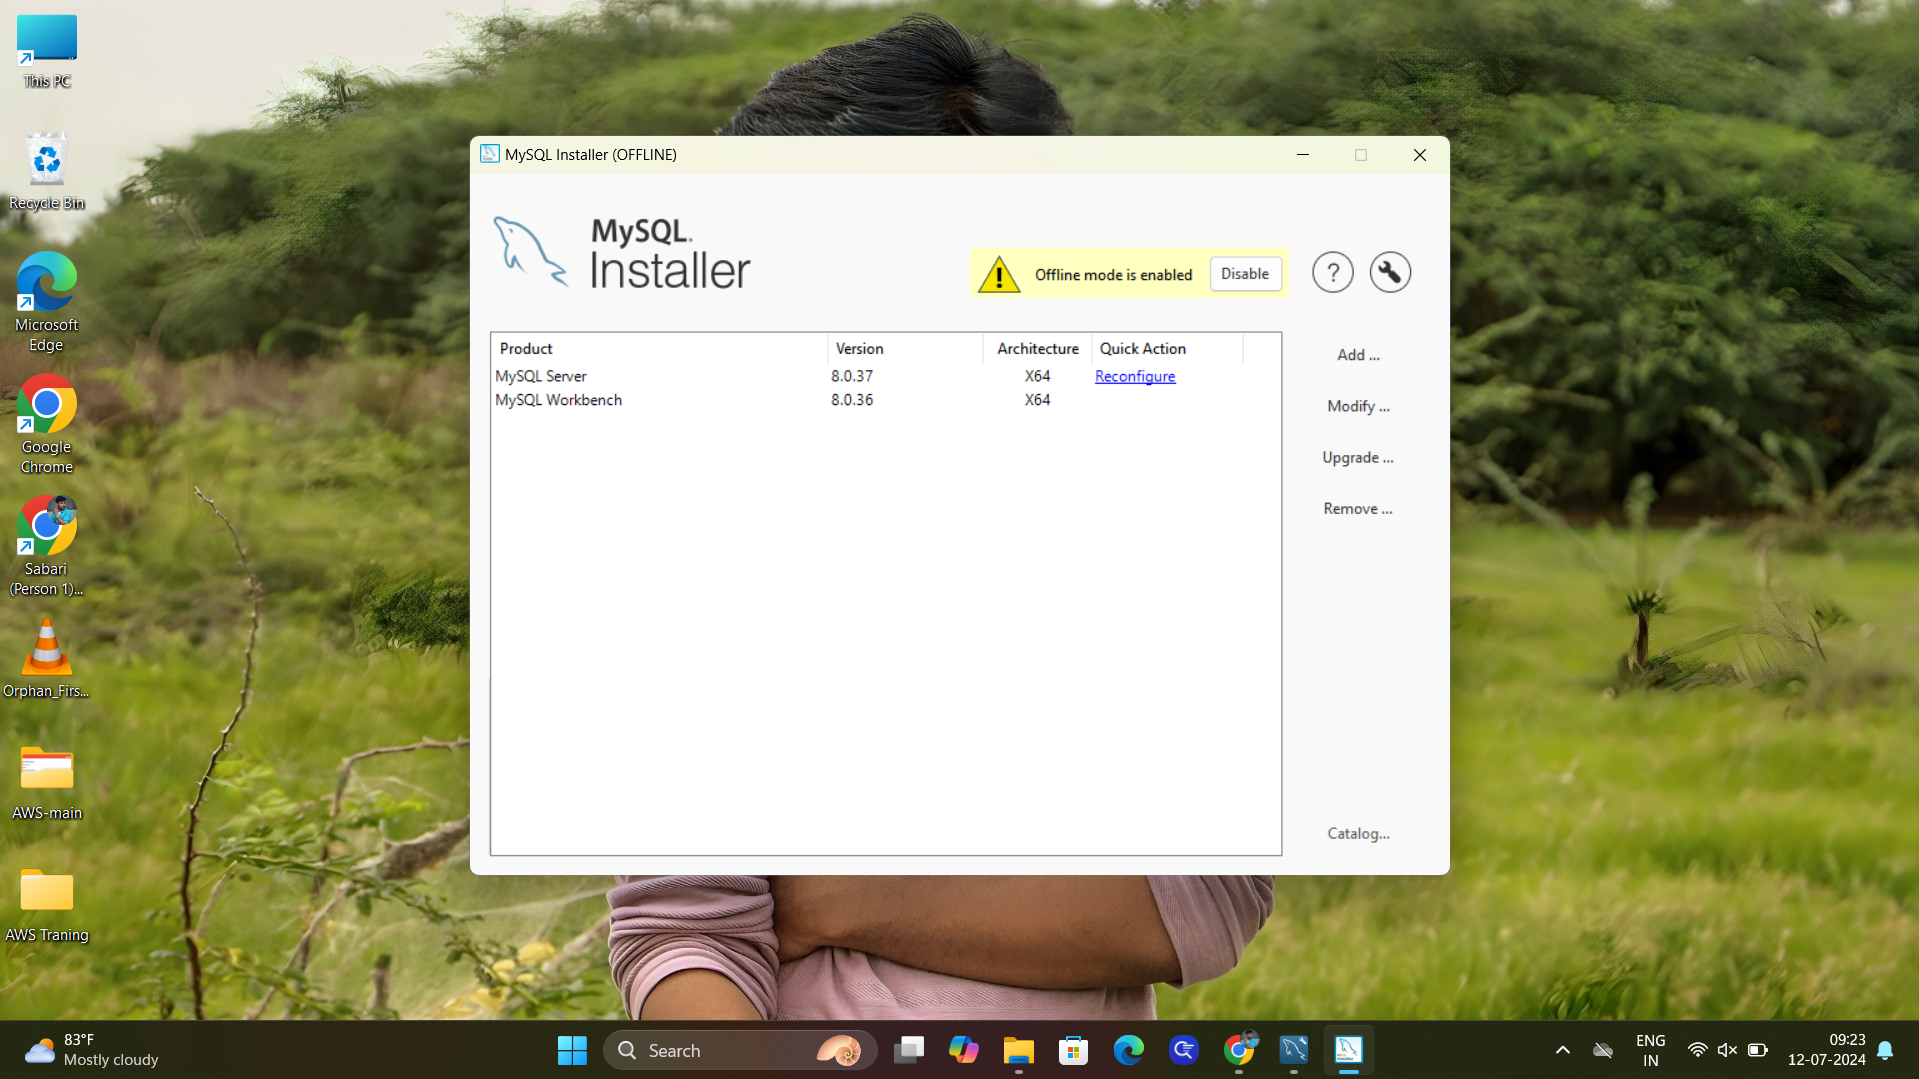 This PC
Recycle Bin
Microsoft
Edge
Google
Chrome
Sabari
(Person 1)...
Orphan_Firs...
AWS-main
AWS Traning
MySQL Installer (OFFLINE)
MySQL.
Installer
Offline mode is enabled
Disable
?
Product Version Architecture Quick Action
MySQL Server 8.0.37 X64 Reconfigure
MySQL Workbench 8.0.36 X64
Add ...
Modify ...
Upgrade ...
Remove ...
Catalog...
83°F
Mostly cloudy
Search
ENG
IN
09:23
12-07-2024